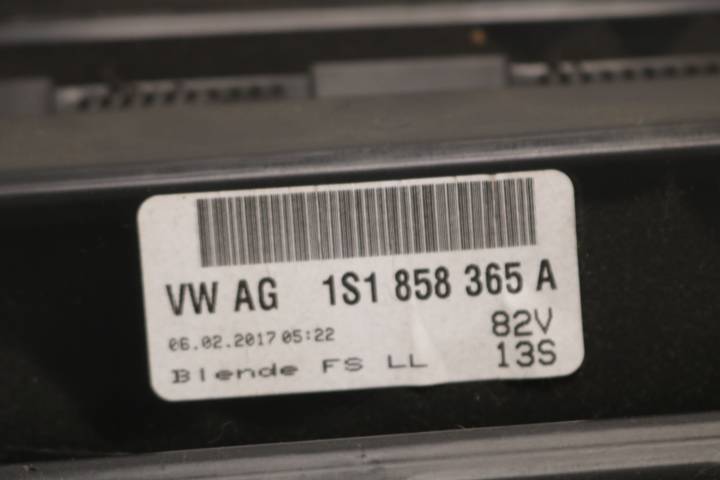 VW AG 1S1 858 365 A
06.02.2017 05:22 82V
Blende FS LL 13S